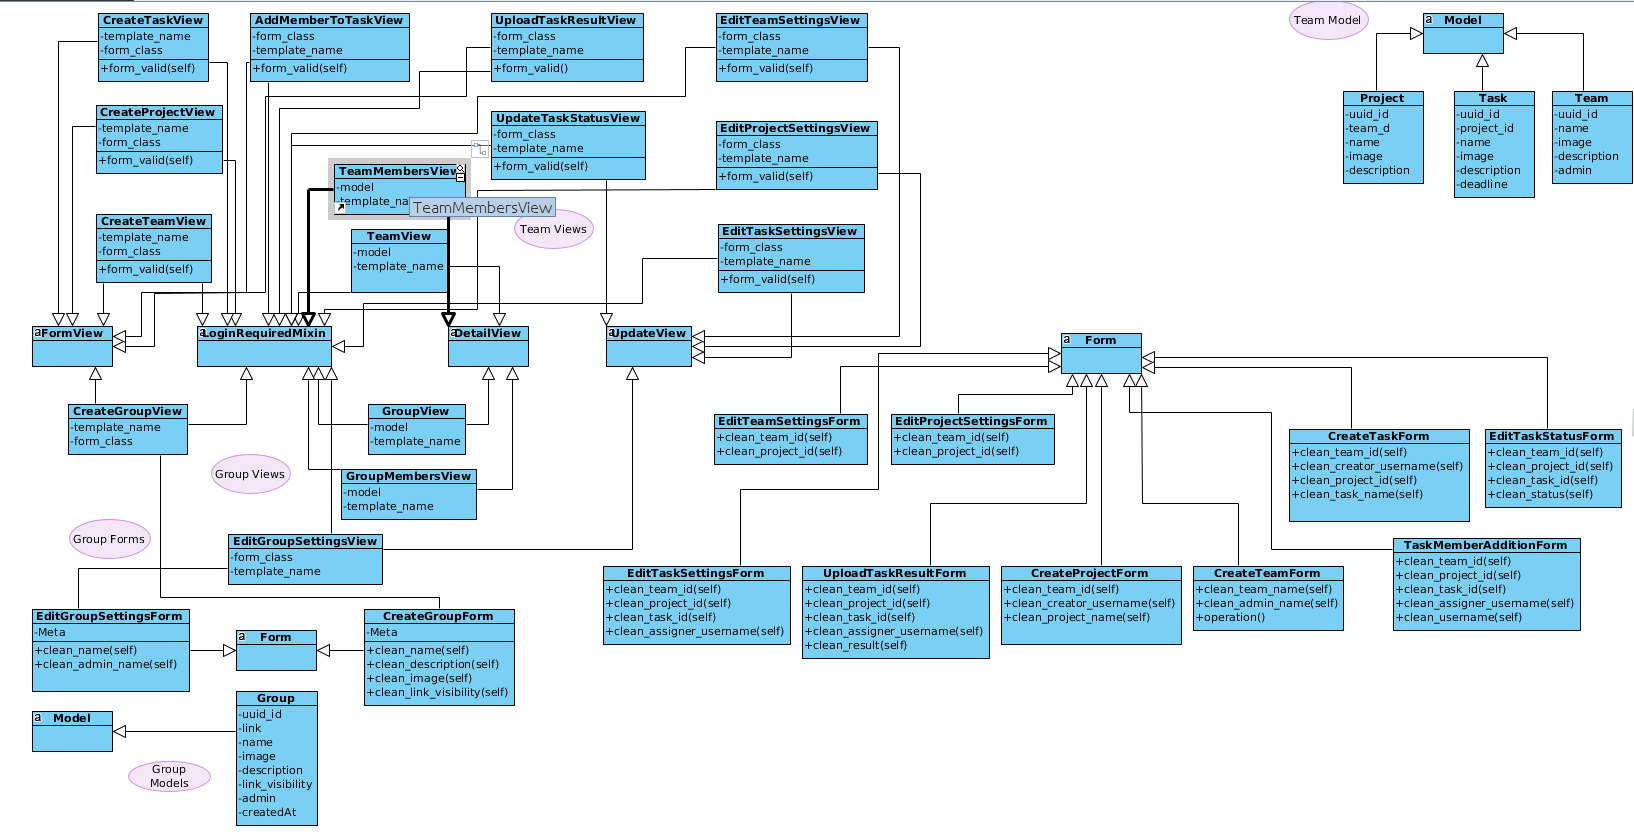 CreateTaskView
-template_name
-form_class
+form_valid(self)
AddMemberToTaskView
-form_class
-template_name
+form_valid(self)
UploadTaskResultView
-form_class
-template_name
+form_valid()
EditTeamSettingsView
-form_class
-template_name
+form_valid(self)
Team Model
a
Model
Project
-uuid_id
-team_d
-name
-image
-description
Task
-uuid_id
-project_id
-name
-image
-description
-deadline
Team
-uuid_id
-name
-image
-description
-admin
CreateProjectView
-template_name
-form_class
+form_valid(self)
UpdateTaskStatusView
-form_class
-template_name
+form_valid(self)
EditProjectSettingsView
-form_class
-template_name
+form_valid(self)
TeamMembersView
-model
TeamMembersView
Team Views
CreateTeamView
-template_name
-form_class
+form_valid(self)
TeamView
-model
-template_name
EditTaskSettingsView
-form_class
-template_name
+form_valid(self)
a
FormView
a
LoginRequiredMixin
a
DetailView
a
UpdateView
a
Form
CreateGroupView
-template_name
-form_class
GroupView
-model
-template_name
Group Views
GroupMembersView
-model
-template_name
EditTeamSettingsForm
+clean_team_id(self)
+clean_project_id(self)
EditProjectSettingsForm
+clean_team_id(self)
+clean_project_id(self)
CreateTaskForm
+clean_team_id(self)
+clean_creator_username(self)
+clean_project_id(self)
+clean_task_name(self)
EditTaskStatusForm
+clean_team_id(self)
+clean_project_id(self)
+clean_task_id(self)
+clean_status(self)
Group Forms
EditGroupSettingsView
-form_class
-template_name
EditTaskSettingsForm
+clean_team_id(self)
+clean_project_id(self)
+clean_task_id(self)
+clean_assigner_username(self)
UploadTaskResultForm
+clean_team_id(self)
+clean_project_id(self)
+clean_task_id(self)
+clean_assigner_username(self)
+clean_result(self)
CreateProjectForm
+clean_team_id(self)
+clean_creator_username(self)
+clean_project_name(self)
CreateTeamForm
+clean_team_name(self)
+clean_admin_name(self)
+operation()
TaskMemberAdditionForm
+clean_team_id(self)
+clean_project_id(self)
+clean_task_id(self)
+clean_assigner_username(self)
+clean_username(self)
EditGroupSettingsForm
-Meta
+clean_name(self)
+clean_admin_name(self)
a
Form
CreateGroupForm
-Meta
+clean_name(self)
+clean_description(self)
+clean_image(self)
+clean_link_visibility(self)
a
Model
Group
-uuid_id
-link
-name
-image
-description
-link_visibility
-admin
-createdAt
Group
Models